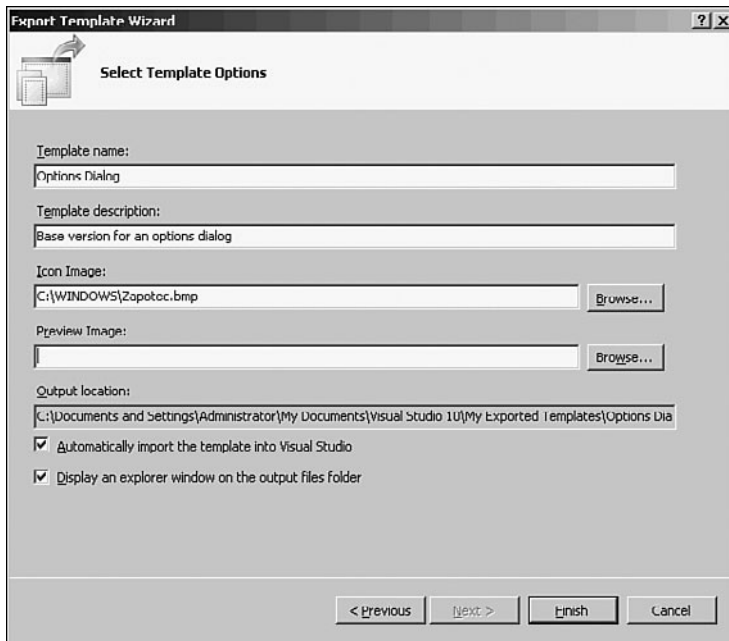 Export Template Wizard
Select Template Options
Template name:
Options Dialog
Template description:
Base version for an options dialog
Icon Image:
C:\WINDOWS\Zapotec.bmp
Browse...
Preview Image:
Browse...
Output location:
C:\Documents and Settings\Administrator\My Documents\Visual Studio 10\My Exported Templates\Options Dia
Automatically import the template into Visual Studio
Display an explorer window on the output files folder
< Previous
Next >
Finish
Cancel